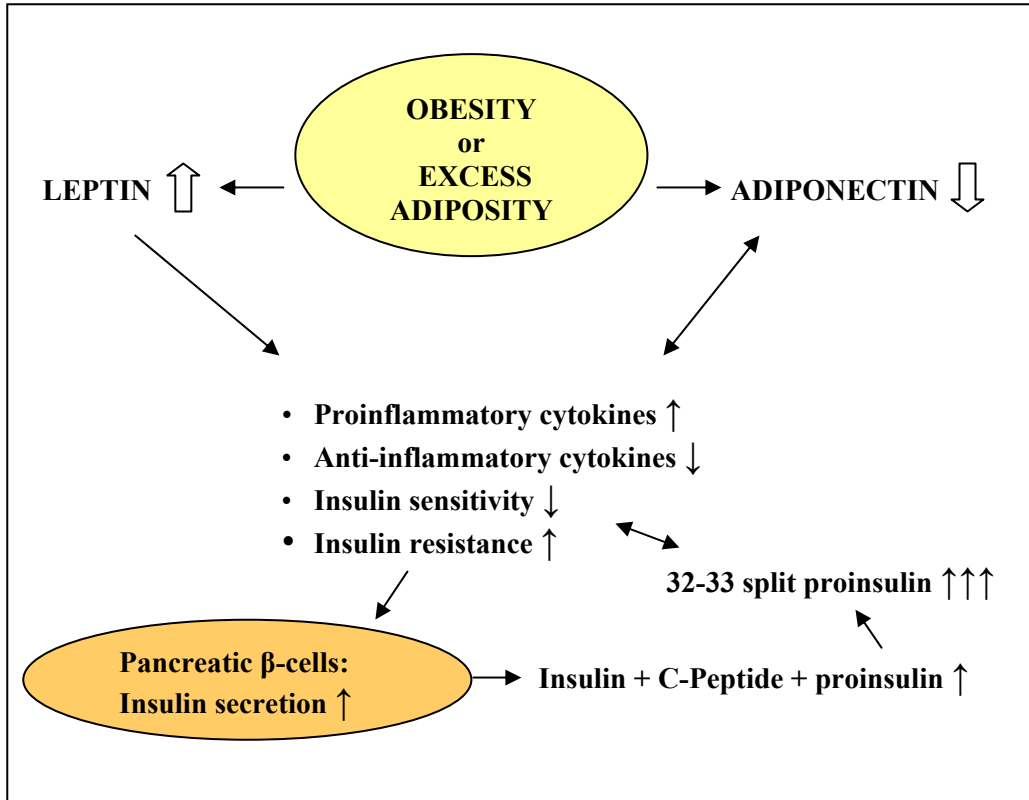 OBESITY
or
EXCESS
ADIPOSITY
LEPTIN
ADIPONECTIN
• Proinflammatory cytokines ↑
• Anti-inflammatory cytokines ↓
• Insulin sensitivity ↓
• Insulin resistance ↑
32-33 split proinsulin ↑↑↑
Pancreatic β-cells:
Insulin secretion ↑
Insulin + C-Peptide + proinsulin ↑